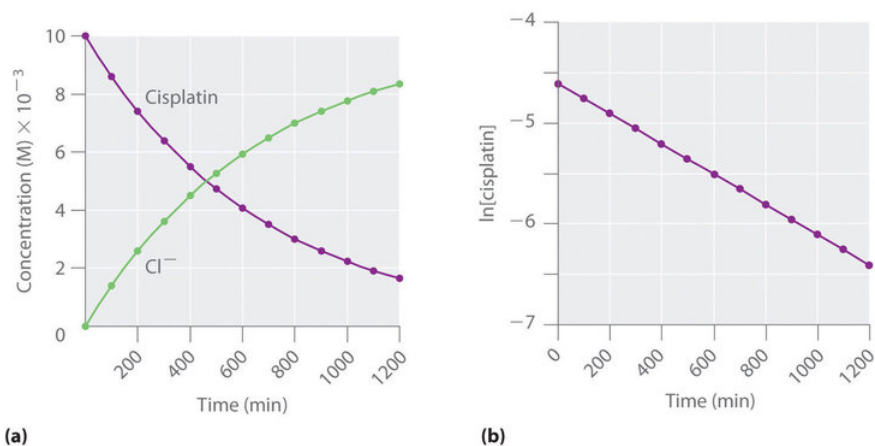 Concentration (M) × 10⁻³
10
8
6
4
2
0
Cisplatin
Cl⁻
200
400
600
800
1000
1200
Time (min)
(a)
ln[cisplatin]
−4
−5
−6
−7
0
200
400
600
800
1000
1200
Time (min)
(b)